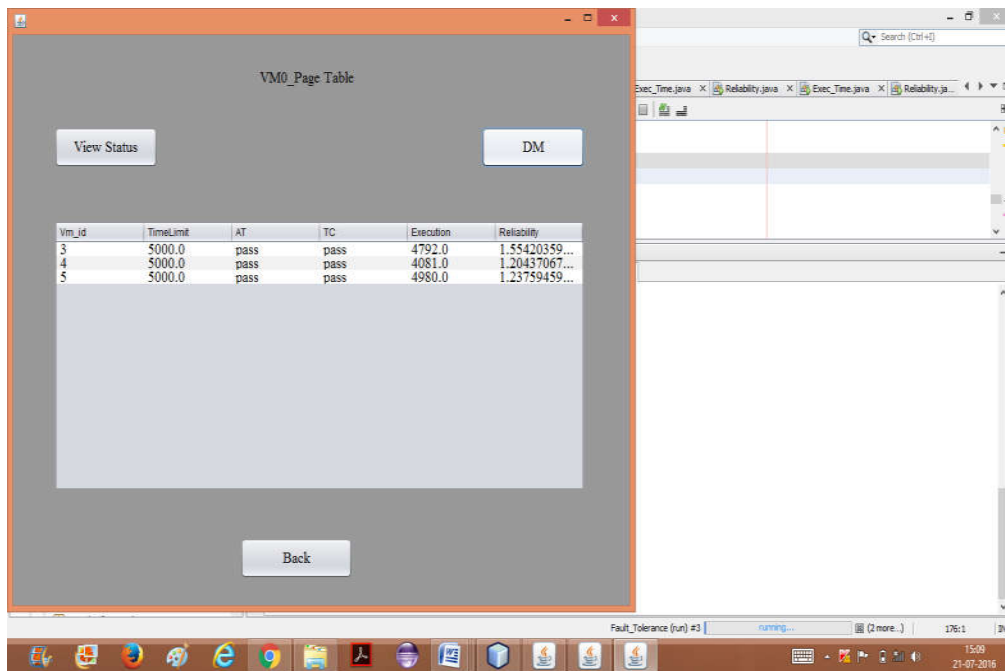 Search (Ctrl+I)
VM0_Page Table
Exec_Time.java X Reliability.java X Exec_Time.java X Reliability.ja...
View Status
DM
Vm_id TimeLimit AT TC Execution Reliability
3 5000.0 pass pass 4792.0 1.55420359...
4 5000.0 pass pass 4081.0 1.20437067...
5 5000.0 pass pass 4980.0 1.23759459...
Back
Fault_Tolerance (run) #3 running... (2 more...) 176:1
15:09
21-07-2016